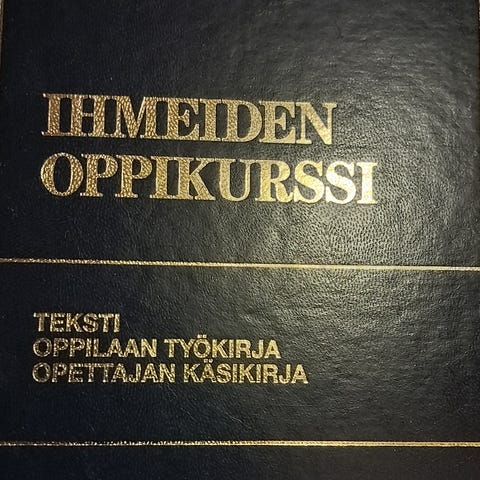 IHMEIDEN
OPPIKURSSI
TEKSTI
OPPILAAN TYÖKIRJA
OPETTAJAN KÄSIKIRJA